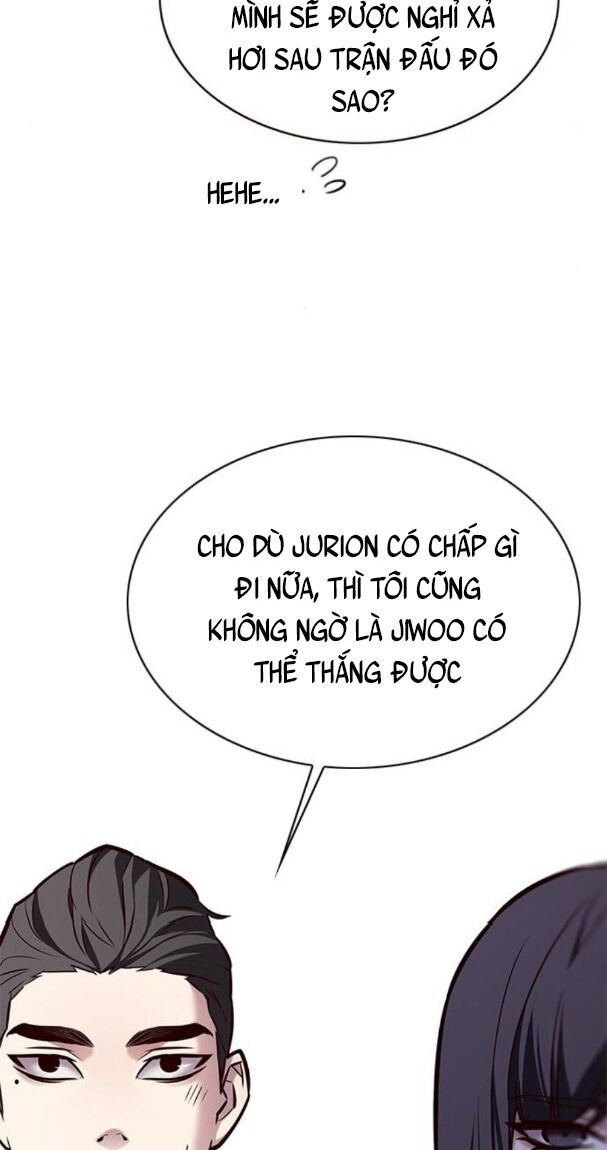 MÌNH SẼ ĐƯỢC NGHỈ XẢ
HƠI SAU TRẬN ĐẤU ĐÓ
SAO?
HEHE...
CHO DÙ JURION CÓ CHẤP GÌ
ĐI NỮA, THÌ TÔI CŨNG
KHÔNG NGỜ LÀ JIWOO CÓ
THỂ THẮNG ĐƯỢC